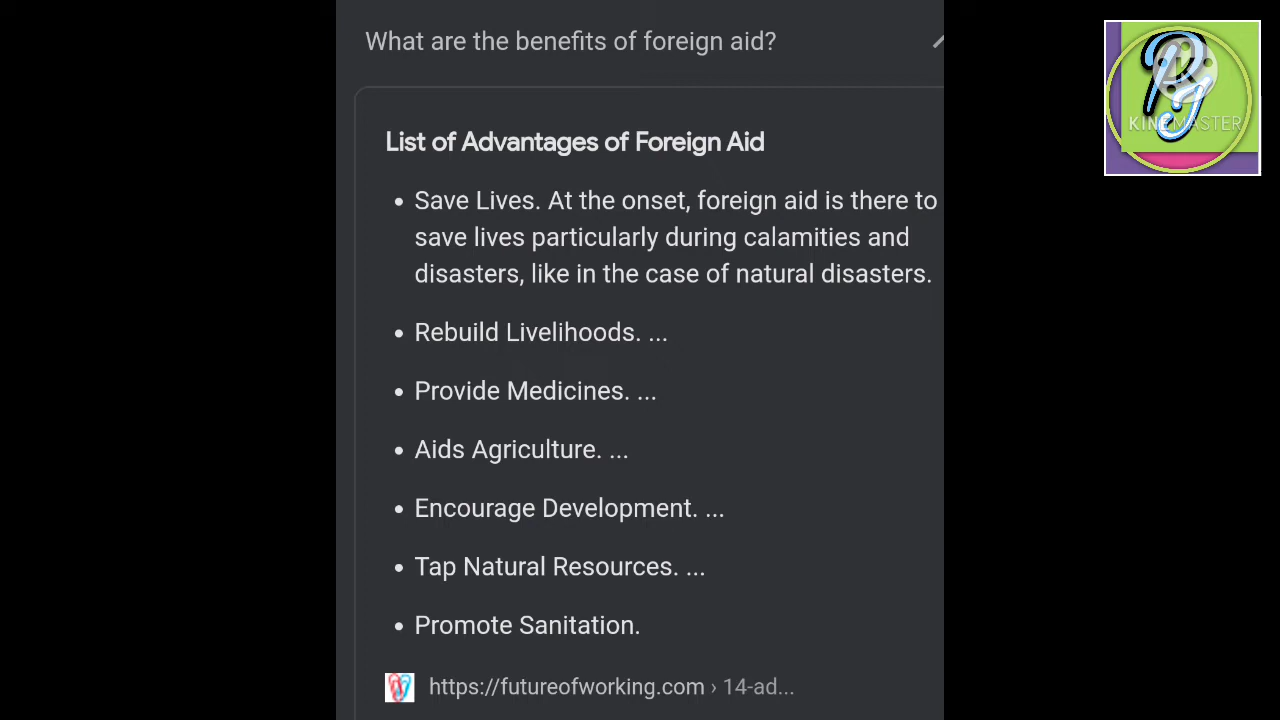 What are the benefits of foreign aid?
List of Advantages of Foreign Aid
• Save Lives. At the onset, foreign aid is there to
save lives particularly during calamities and
disasters, like in the case of natural disasters.
• Rebuild Livelihoods. ...
• Provide Medicines. ...
• Aids Agriculture. ...
• Encourage Development. ...
• Tap Natural Resources. ...
• Promote Sanitation.
https://futureofworking.com › 14-ad...
KINEMASTER